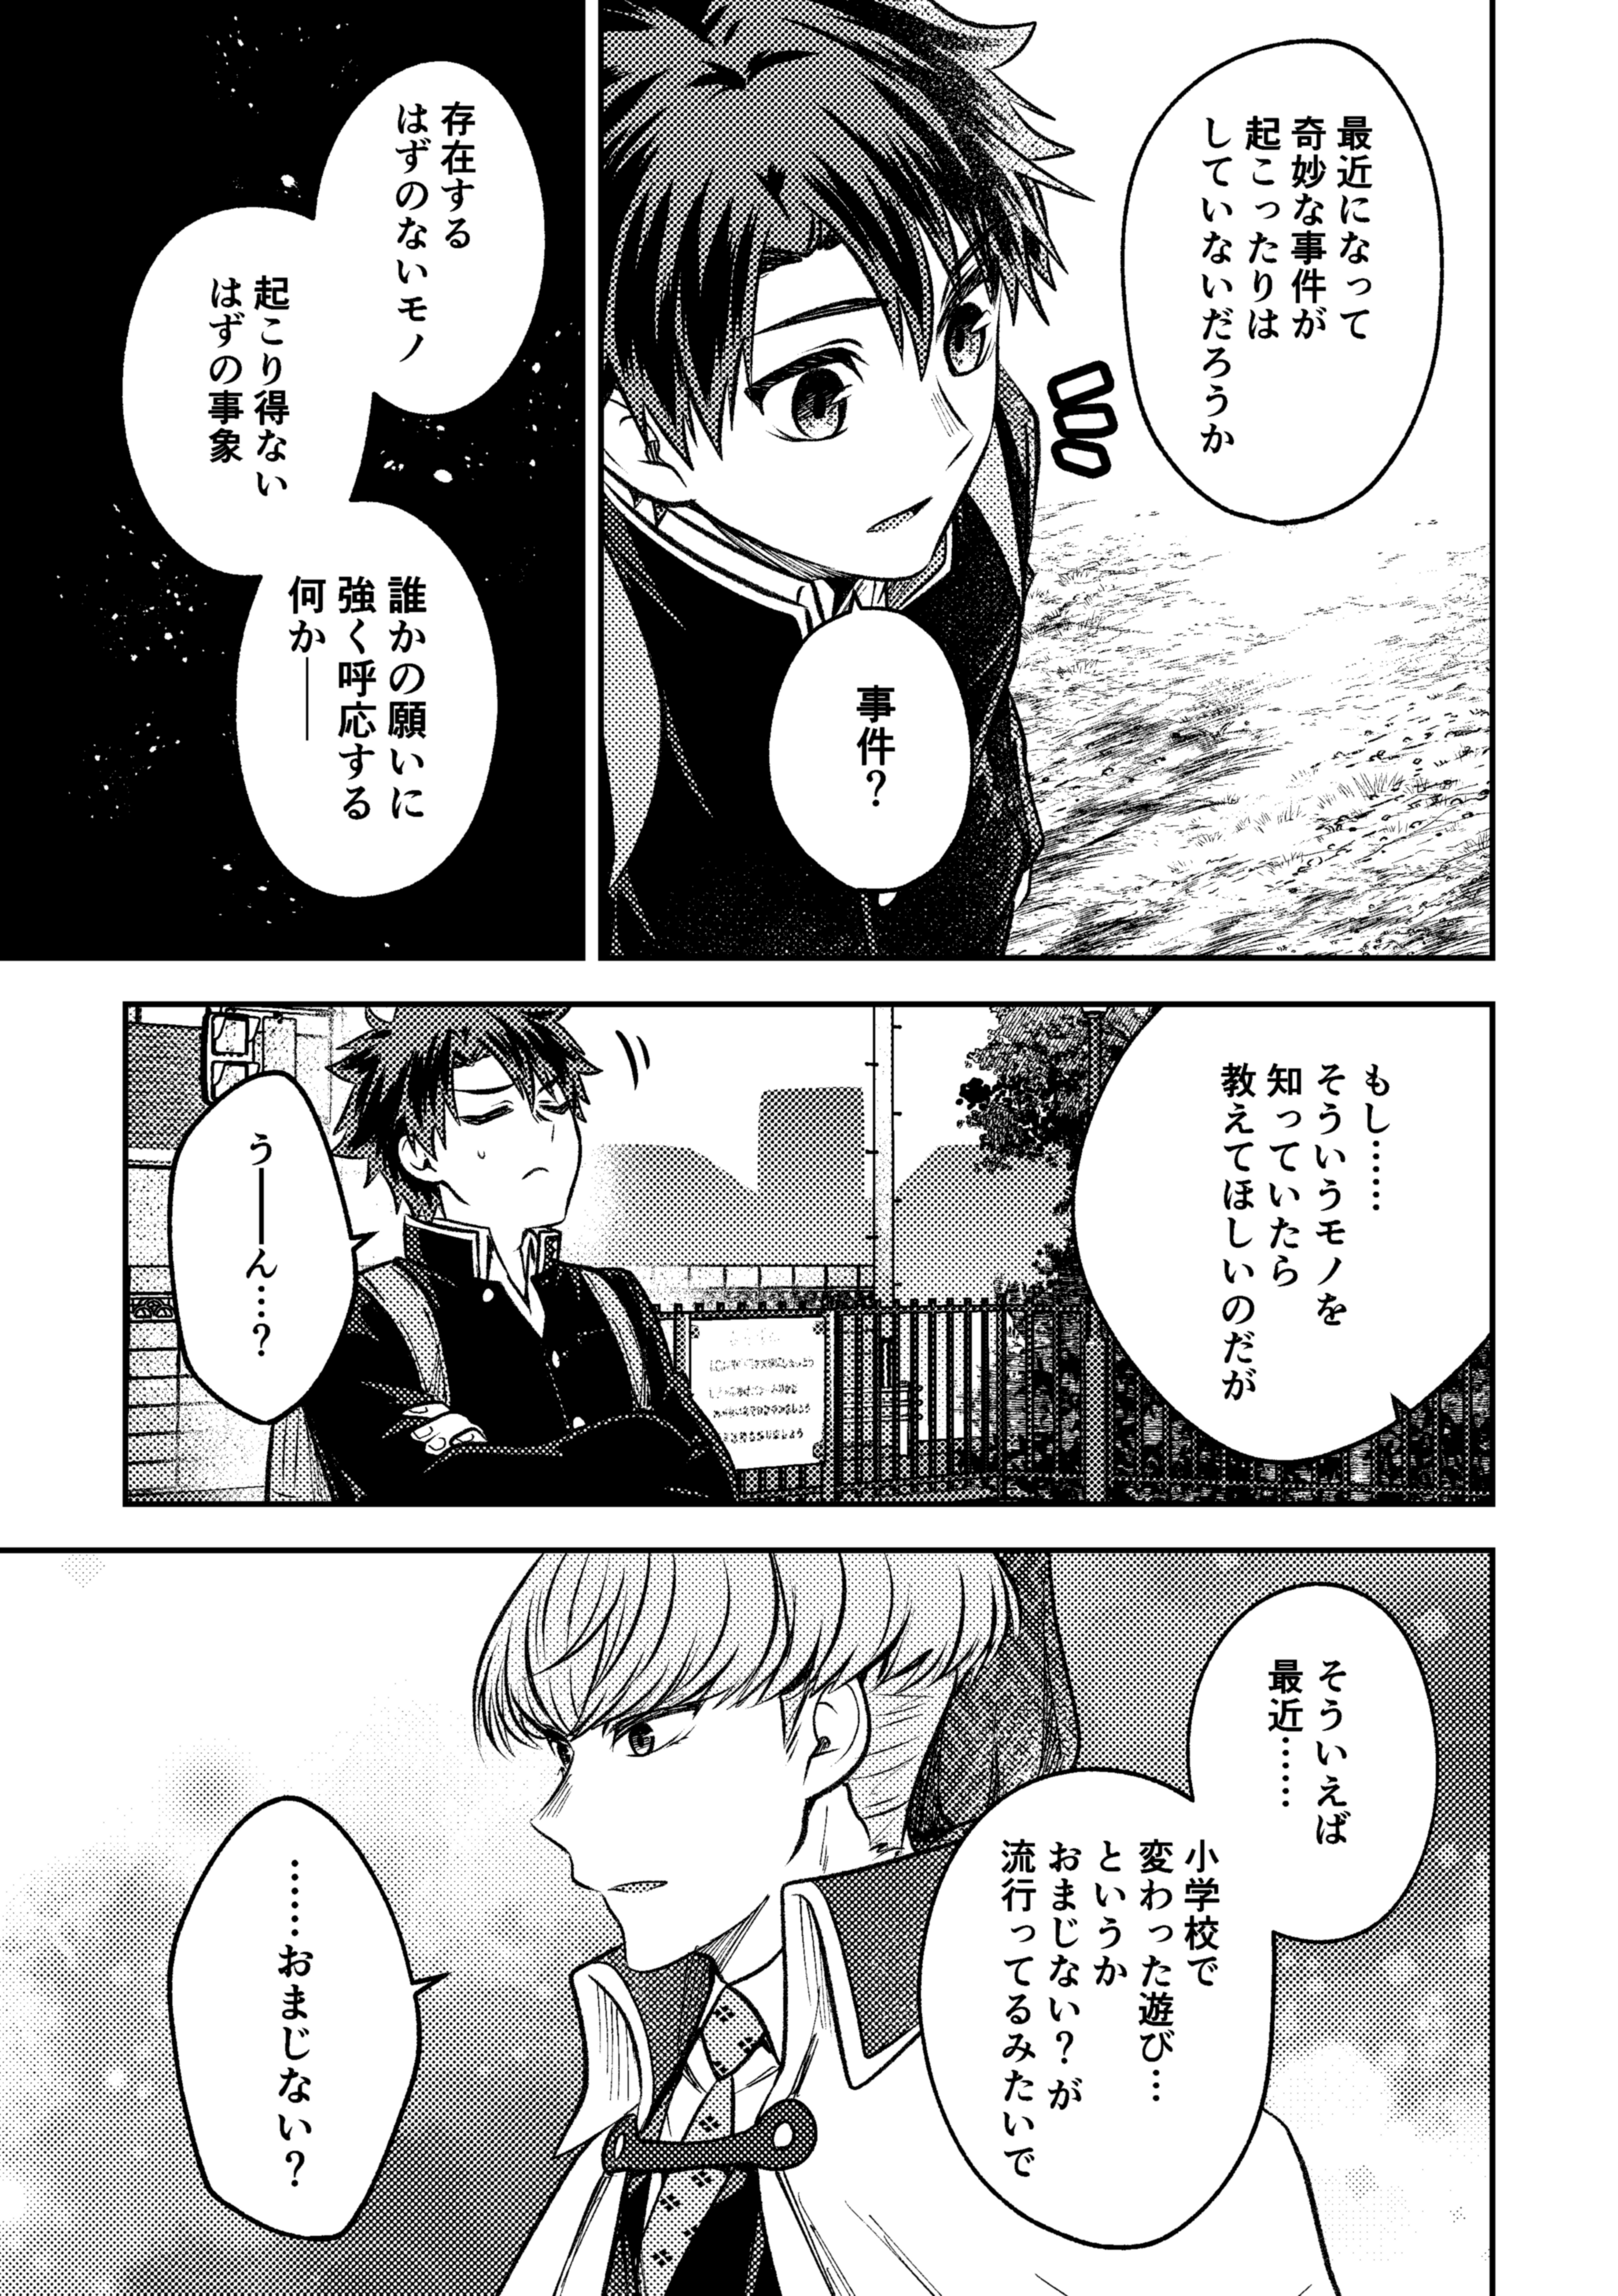 最近になって
奇妙な事件が
起こったりは
していないだろうか
事件？
存在する
はずのないモノ
起こり得ない
はずの事象
誰かの願いに
強く呼応する
何か――
もし……
そういうモノを
知っていたら
教えてほしいのだが
う――ん…？
そういえば
最近……
小学校で
変わった遊び…
というか
おまじない？が
流行ってるみたいで
……おまじない？